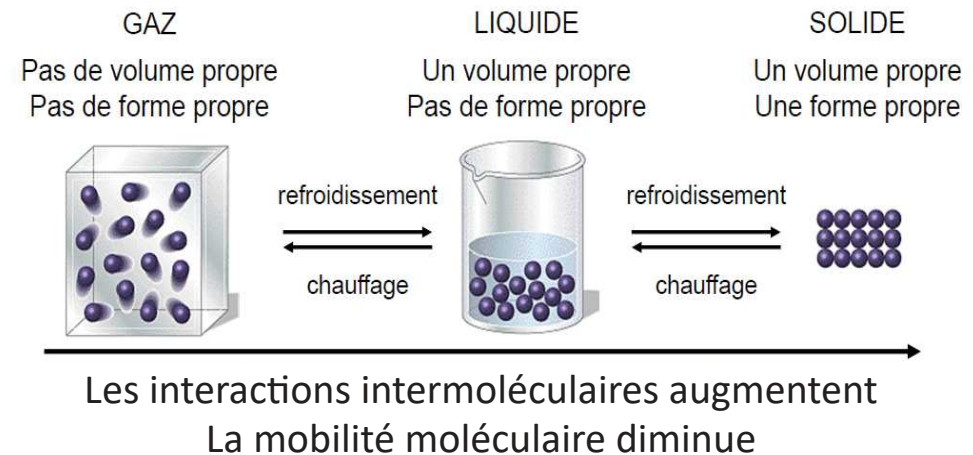 GAZ
Pas de volume propre
Pas de forme propre
LIQUIDE
Un volume propre
Pas de forme propre
SOLIDE
Un volume propre
Une forme propre
refroidissement
chauffage
refroidissement
chauffage
Les interactions intermoléculaires augmentent
La mobilité moléculaire diminue